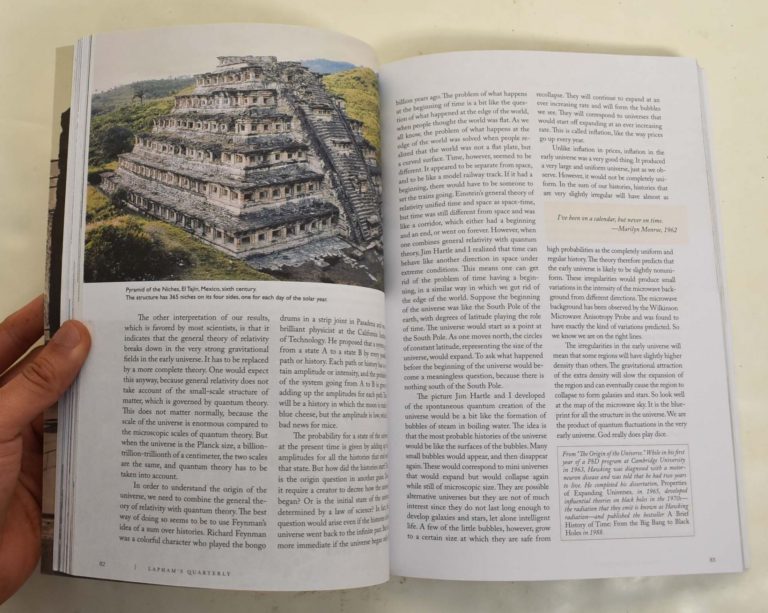 Pyramid of the Niches, El Tajín, Mexico, sixth century.
The structure has 365 niches on its four sides, one for each day of the solar year.
The other interpretation of our results,
which is favored by most scientists, is that it
indicates that the general theory of relativity
breaks down in the very strong gravitational
fields in the early universe. It has to be replaced
by a more complete theory. One would expect
this anyway, because general relativity does not
take account of the small-scale structure of
matter, which is governed by quantum theory.
This does not matter normally, because the
scale of the universe is enormous compared to
the microscopic scales of quantum theory. But
when the universe is the Planck size, a billion-
trillion-trillionth of a centimeter, the two scales
are the same, and quantum theory has to be
taken into account.
In order to understand the origin of the
universe, we need to combine the general the-
ory of relativity with quantum theory. The best
way of doing so seems to be to use Feynman's
idea of a sum over histories. Richard Feynman
was a colorful character who played the bongo
drums in a strip joint in Pasadena and
brilliant physicist at the California
of Technology. He proposed that a
from a state A to a state B by every
path or history. Each path or history has
tain amplitude or intensity, and the
of the system going from A to B is
adding up the amplitudes for each path.
will be a history in which the moon is
blue cheese, but the amplitude is low,
bad news for mice.
The probability for a state of the
at the present time is given by adding
amplitudes for all the histories that
that state. But how did the histories
is the origin question in another
it require a creator to decree how the
began? Or is the initial state of the
determined by a law of science? In
question would arise even if the histories
universe went back to the infinite past.
more immediate if the universe began
82
LAPHAM'S QUARTERLY
billion years ago. The problem of what happens
at the beginning of time is a bit like the ques-
tion of what happened at the edge of the world,
when people thought the world was flat. As we
all know, the problem of what happens at the
edge of the world was solved when people re-
alized that the world was not a flat plate, but
a curved surface. Time, however, seemed to be
different. It appeared to be separate from space,
and to be like a model railway track. If it had a
beginning, there would have to be someone to
set the trains going. Einstein's general theory of
relativity unified time and space as space-time,
but time was still different from space and was
like a corridor, which either had a beginning
and an end, or went on forever. However, when
one combines general relativity with quantum
theory, Jim Hartle and I realized that time can
behave like another direction in space under
extreme conditions. This means one can get
rid of the problem of time having a begin-
ning, in a similar way in which we got rid of
the edge of the world. Suppose the beginning
of the universe was like the South Pole of the
earth, with degrees of latitude playing the role
of time. The universe would start as a point at
the South Pole. As one moves north, the circles
of constant latitude, representing the size of the
universe, would expand. To ask what happened
before the beginning of the universe would be-
come a meaningless question, because there is
nothing south of the South Pole.
The picture Jim Hartle and I developed
of the spontaneous quantum creation of the
universe would be a bit like the formation of
bubbles of steam in boiling water. The idea is
that the most probable histories of the universe
would be like the surfaces of the bubbles. Many
small bubbles would appear, and then disappear
again. These would correspond to mini universes
that would expand but would collapse again
while still of microscopic size. They are possible
alternative universes but they are not of much
interest since they do not last long enough to
develop galaxies and stars, let alone intelligent
life. A few of the little bubbles, however, grow
to a certain size at which they are safe from
recollapse. They will continue to expand at an
ever increasing rate and will form the bubbles
we see. They will correspond to universes that
would start off expanding at an ever increasing
rate. This is called inflation, like the way prices
go up every year.
Unlike inflation in prices, inflation in the
early universe was a very good thing. It produced
a very large and uniform universe, just as we ob-
serve. However, it would not be completely uni-
form. In the sum of our histories, histories that
are very slightly irregular will have almost as
I've been on a calendar, but never on time.
—Marilyn Monroe, 1962
high probabilities as the completely uniform and
regular history. The theory therefore predicts that
the early universe is likely to be slightly nonuni-
form. These irregularities would produce small
variations in the intensity of the microwave back-
ground from different directions. The microwave
background has been observed by the Wilkinson
Microwave Anisotropy Probe and was found to
have exactly the kind of variations predicted. So
we know we are on the right lines.
The irregularities in the early universe will
mean that some regions will have slightly higher
density than others. The gravitational attraction
of the extra density will slow the expansion of
the region and can eventually cause the region to
collapse to form galaxies and stars. So look well
at the map of the microwave sky. It is the blue-
print for all the structure in the universe. We are
the product of quantum fluctuations in the very
early universe. God really does play dice.
From "The Origin of the Universe." While in his first
year of a PhD program at Cambridge University
in 1963, Hawking was diagnosed with a motor-
neuron disease and was told that he had two years
to live. He completed his dissertation, Properties
of Expanding Universes, in 1965, developed
influential theories on black holes in the 1970s—
the radiation that they emit is known as Hawking
radiation—and published the bestseller A Brief
History of Time: From the Big Bang to Black
Holes in 1988.
83